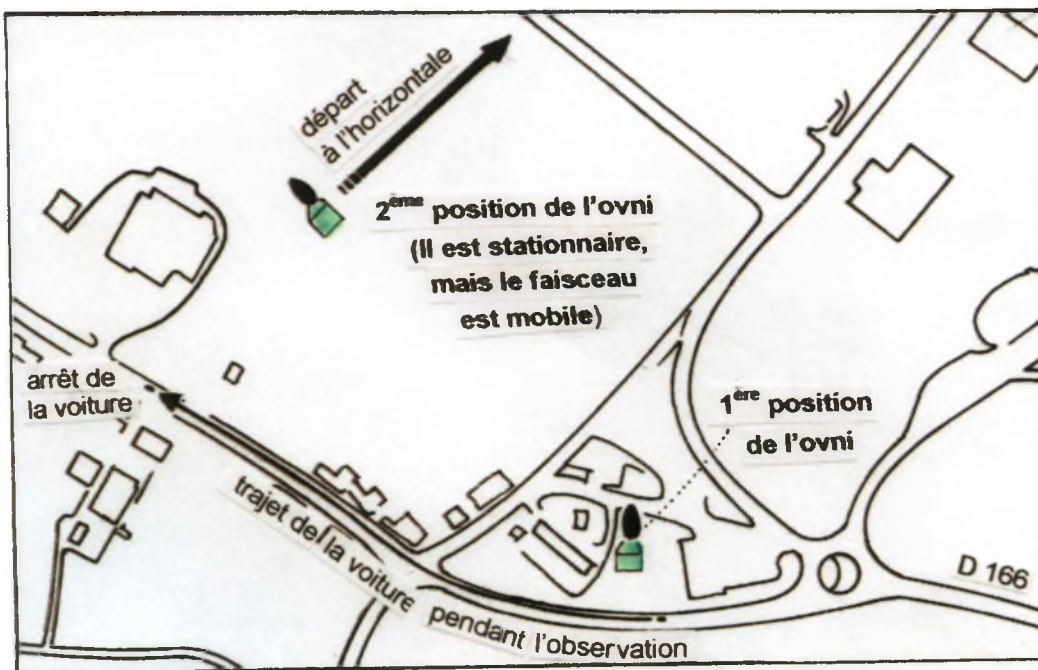 départ
à l'horizontale
2ème position de l'ovni
(Il est stationnaire,
mais le faisceau
est mobile)
arrêt de
la voiture
1ère position
de l'ovni
trajet de la voiture pendant l'observation
D 166